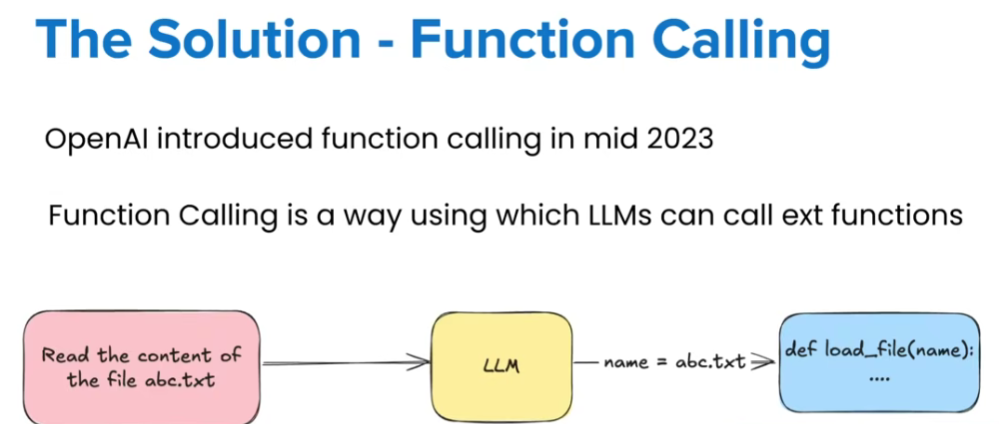 The Solution - Function Calling
OpenAI introduced function calling in mid 2023
Function Calling is a way using which LLMs can call ext functions
Read the content of
the file abc.txt
LLM
name = abc.txt
def load_file(name):
....